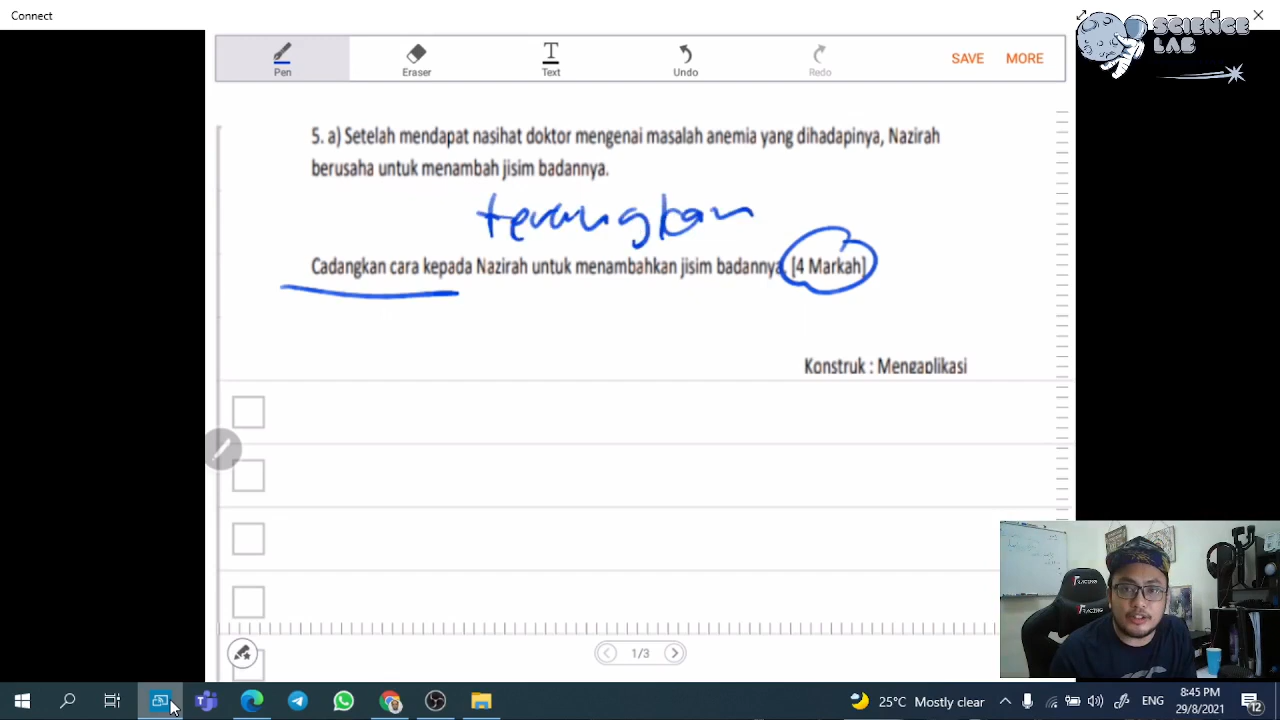 Connect
Pen
Eraser
Text
Undo
Redo
SAVE
MORE
LAB
5. a) Setelah mendapat nasihat doktor mengenai masalah anemia yang dihadapinya, Nazirah
berusaha untuk menambah jisim badannya.
terangkan
Cadangkan cara kepada Nazirah untuk menambahkan jisim badannya [4 Markah]
Konstruk : Mengaplikasi
1/3
25°C Mostly clear
ENG
8:45 PM
29/8/2021
12